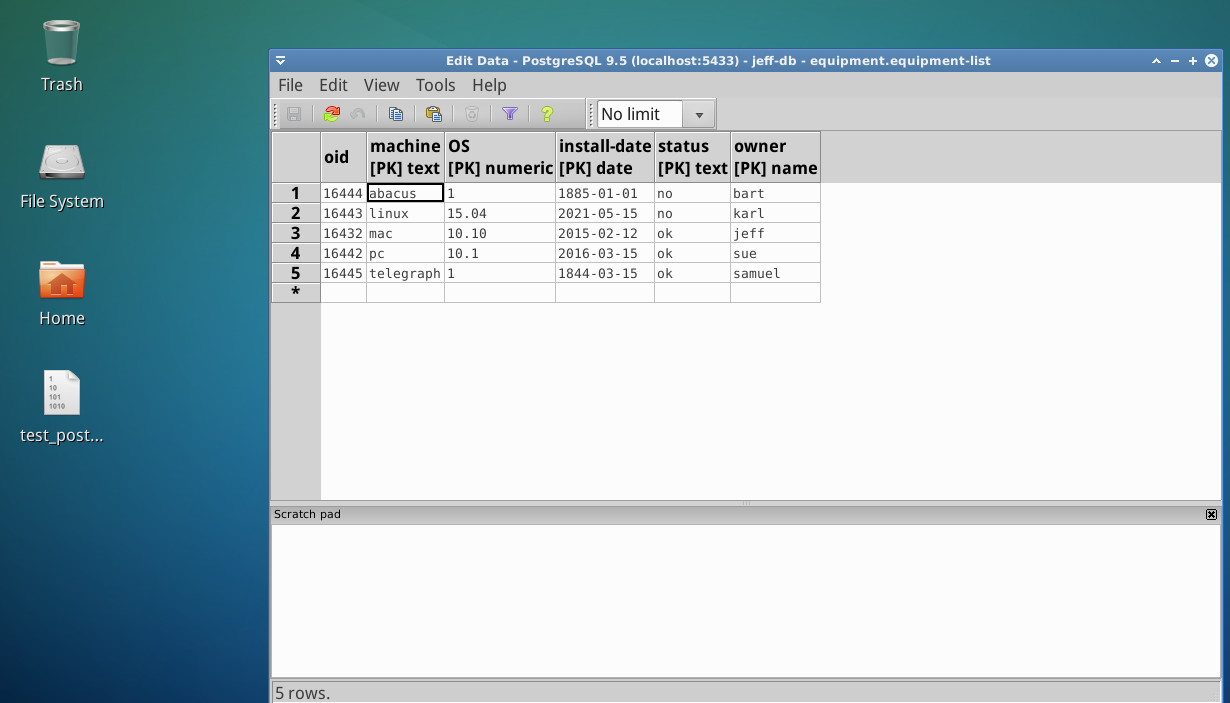 Trash
File System
Home
1
10
101
1010
test_post...
Edit Data - PostgreSQL 9.5 (localhost:5433) - jeff-db - equipment.equipment-list
File Edit View Tools Help
No limit
oid machine [PK] text OS [PK] numeric install-date [PK] date status [PK] text owner [PK] name
1 16444 abacus 1 1885-01-01 no bart
2 16443 linux 15.04 2021-05-15 no karl
3 16432 mac 10.10 2015-02-12 ok jeff
4 16442 pc 10.1 2016-03-15 ok sue
5 16445 telegraph 1 1844-03-15 ok samuel
*
Scratch pad
5 rows.